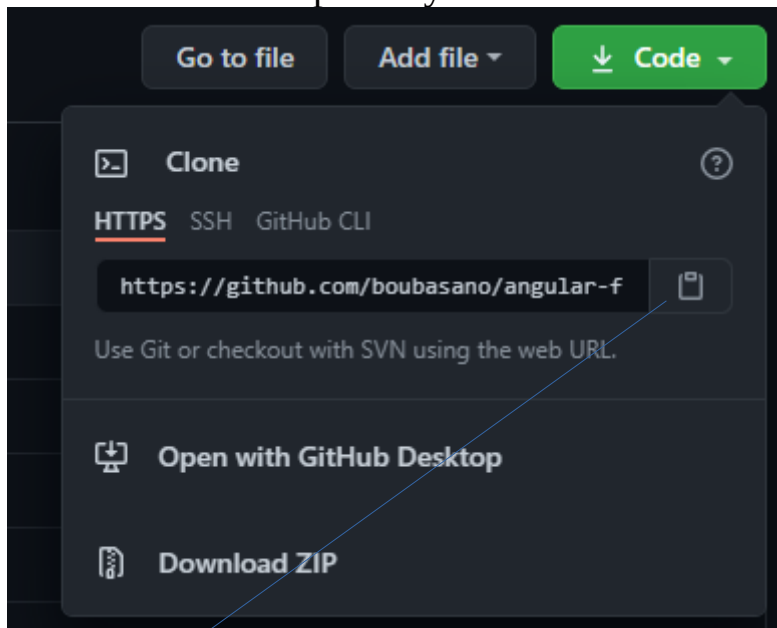 Go to file Add file Code
Clone
HTTPS SSH GitHub CLI
https://github.com/boubasano/angular-f
Use Git or checkout with SVN using the web URL.
Open with GitHub Desktop
Download ZIP